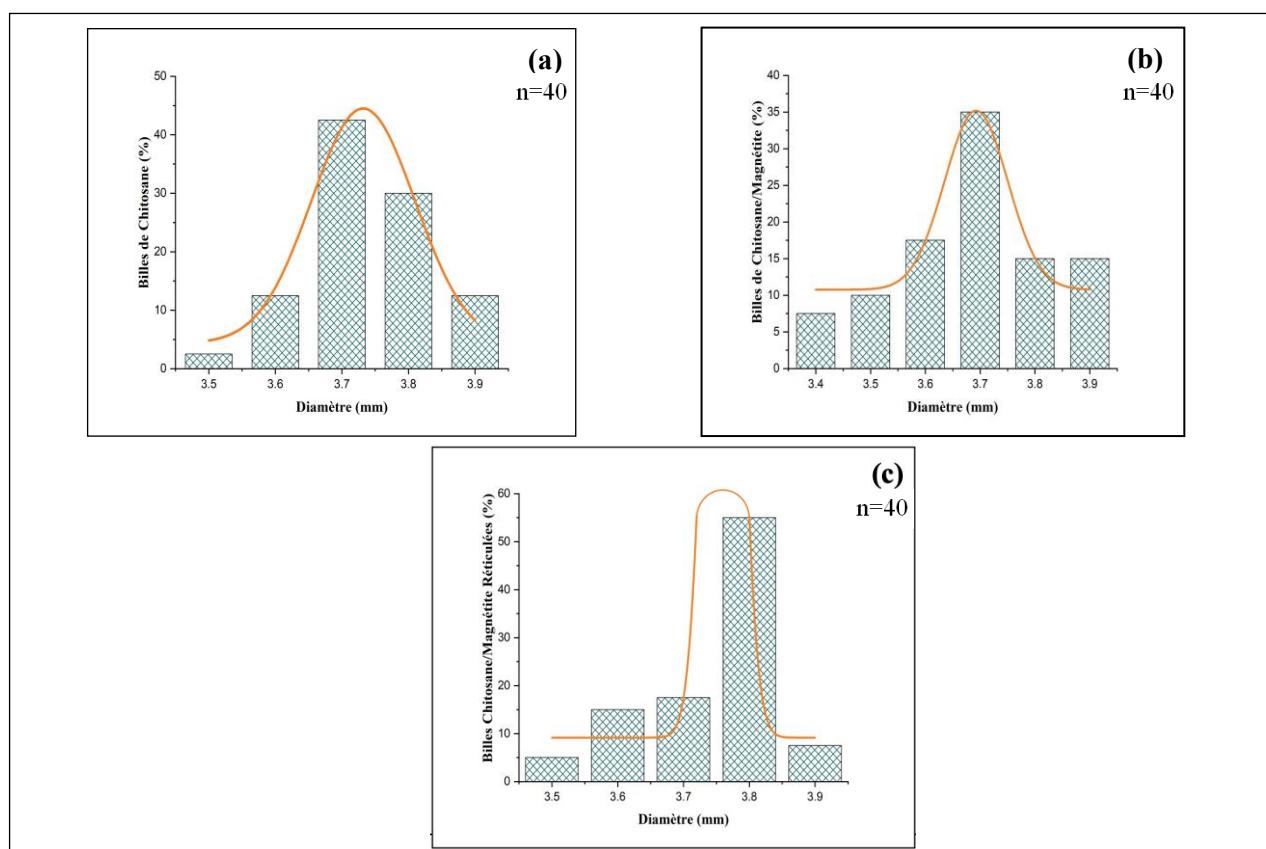 (a)
n=40
50
40
30
20
10
0
Billes de Chitosane (%)
3.5 3.6 3.7 3.8 3.9
Diamètre (mm)
(b)
n=40
40
35
30
25
20
15
10
5
0
Billes de Chitosane/Magnétite (%)
3.4 3.5 3.6 3.7 3.8 3.9
Diamètre (mm)
(c)
n=40
60
50
40
30
20
10
0
Billes Chitosane/Magnétite Réticulées (%)
3.5 3.6 3.7 3.8 3.9
Diamètre (mm)